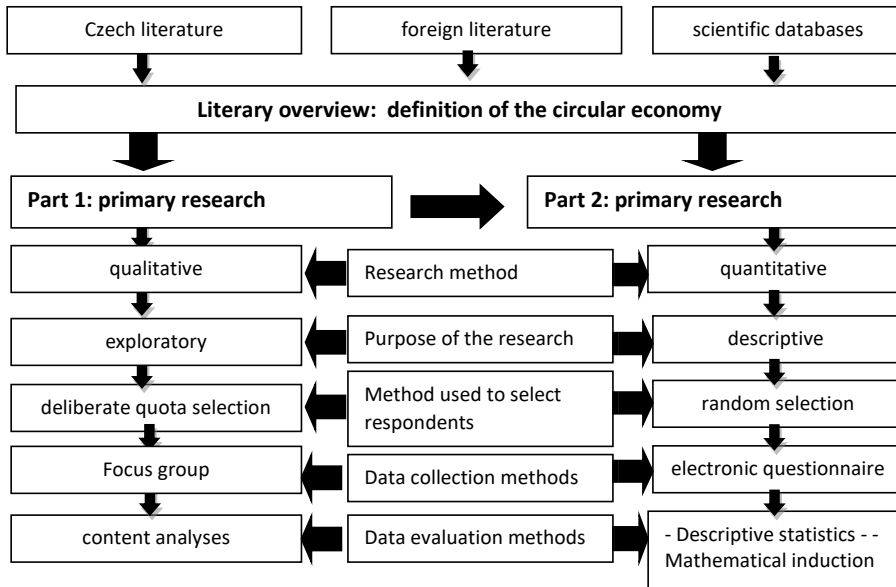 Czech literature
foreign literature
scientific databases
Literary overview:  definition of the circular economy
Part 1: primary research
Part 2: primary research
qualitative
Research method
quantitative
exploratory
Purpose of the research
descriptive
deliberate quota selection
Method used to select
respondents
random selection
Focus group
Data collection methods
electronic questionnaire
content analyses
Data evaluation methods
- Descriptive statistics - -
Mathematical induction